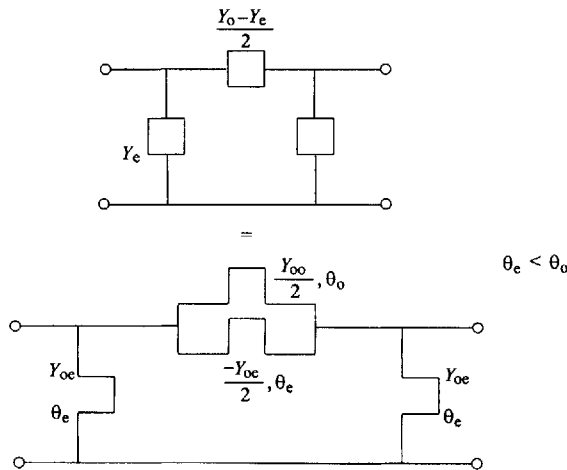 Y_o – Y_e
2
Y_e
=
Y_oo/2 , θ_o
θ_e < θ_o
–Y_oe/2 , θ_e
Y_oe
θ_e
Y_oe
θ_e